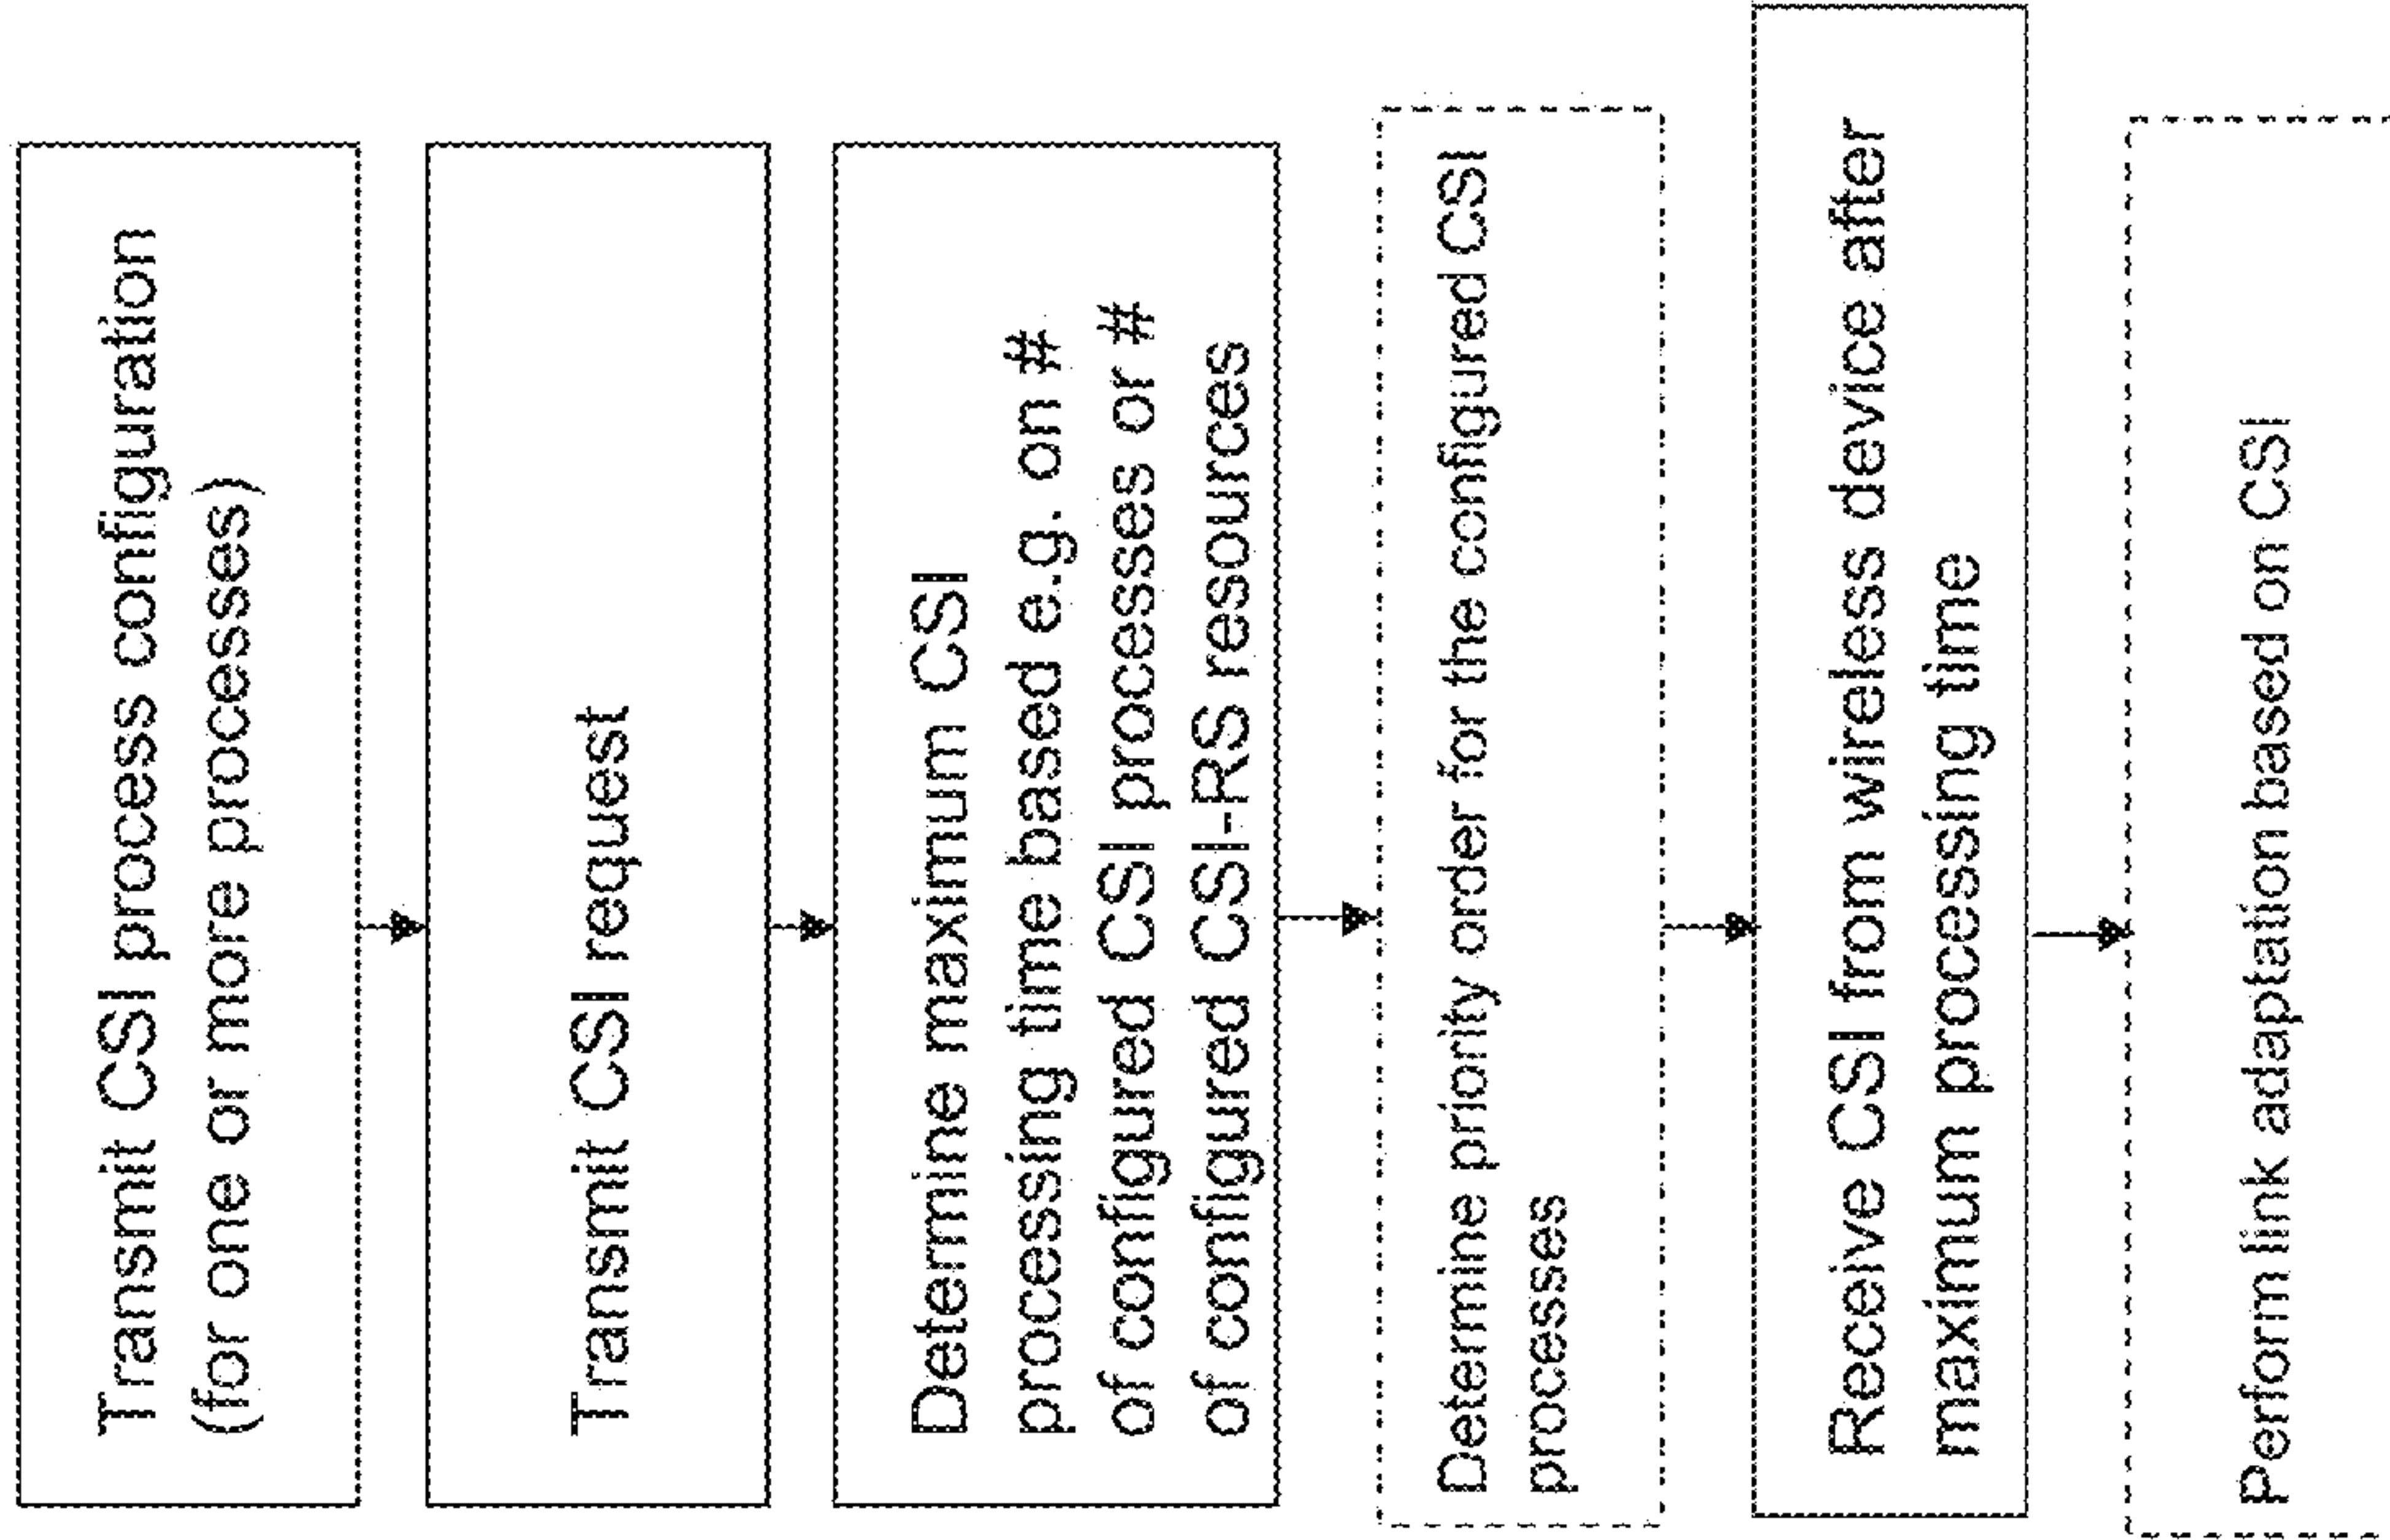 Transmit CSI process configuration
(for one or more processes)
Transmit CSI request
Determine maximum CSI
processing time based e.g. on #
of configured CSI processes or #
of configured CSI-RS resources
Determine priority order for the configured CSI
processes
Receive CSI from wireless device after
maximum processing time
Perform link adaptation based on CSI